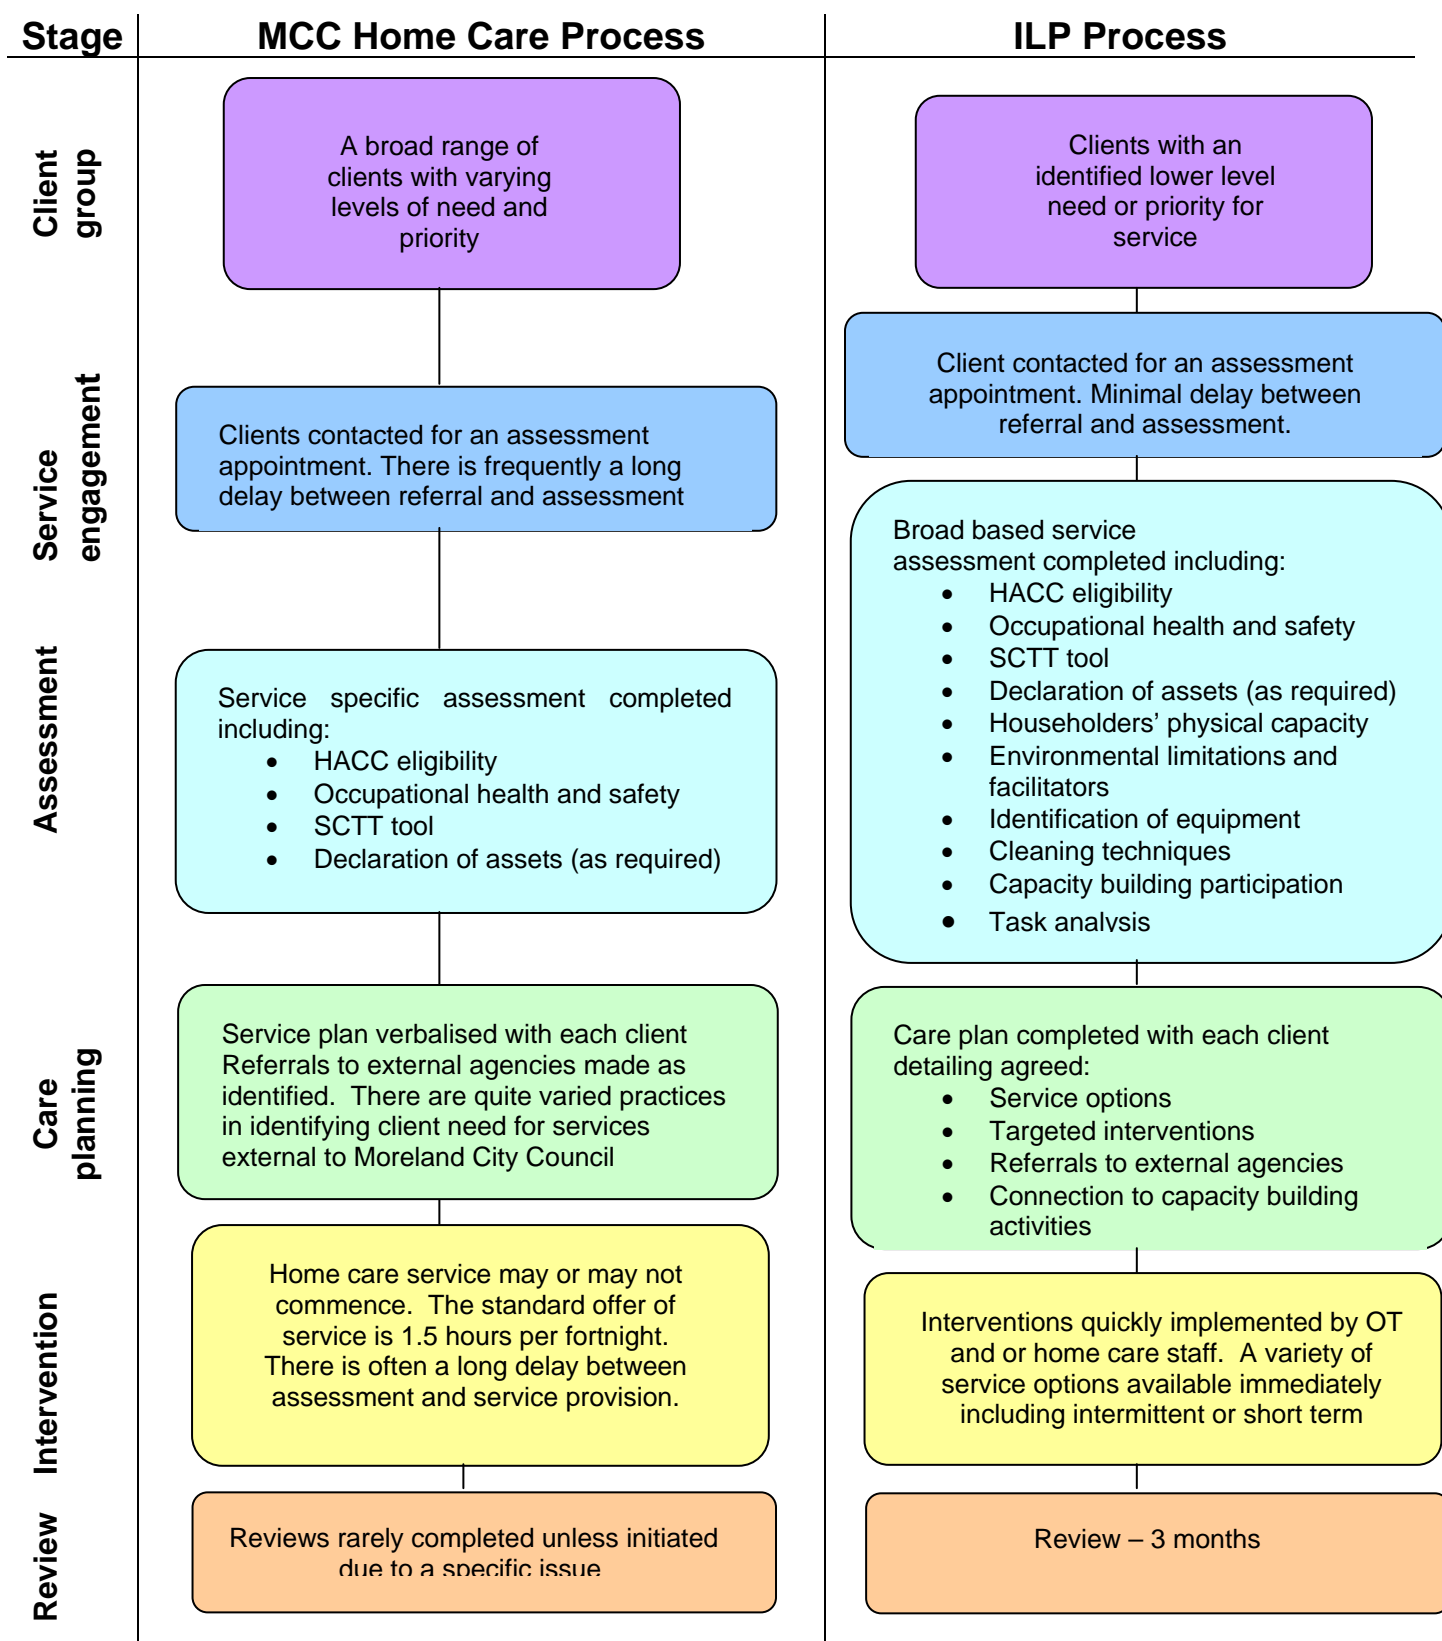 Stage
MCC Home Care Process
ILP Process
Client
group
A broad range of
clients with varying
levels of need and
priority
Clients with an
identified lower level
need or priority for
service
Service
engagement
Clients contacted for an assessment
appointment. There is frequently a long
delay between referral and assessment
Client contacted for an assessment
appointment. Minimal delay between
referral and assessment.
Assessment
Service specific assessment completed
including:
• HACC eligibility
• Occupational health and safety
• SCTT tool
• Declaration of assets (as required)
Broad based service
assessment completed including:
• HACC eligibility
• Occupational health and safety
• SCTT tool
• Declaration of assets (as required)
• Householders’ physical capacity
• Environmental limitations and
facilitators
• Identification of equipment
• Cleaning techniques
• Capacity building participation
• Task analysis
Care
planning
Service plan verbalised with each client
Referrals to external agencies made as
identified. There are quite varied practices
in identifying client need for services
external to Moreland City Council
Care plan completed with each client
detailing agreed:
• Service options
• Targeted interventions
• Referrals to external agencies
• Connection to capacity building
activities
Intervention
Home care service may or may not
commence. The standard offer of
service is 1.5 hours per fortnight.
There is often a long delay between
assessment and service provision.
Interventions quickly implemented by OT
and or home care staff. A variety of
service options available immediately
including intermittent or short term
Review
Reviews rarely completed unless initiated
due to a specific issue
Review – 3 months